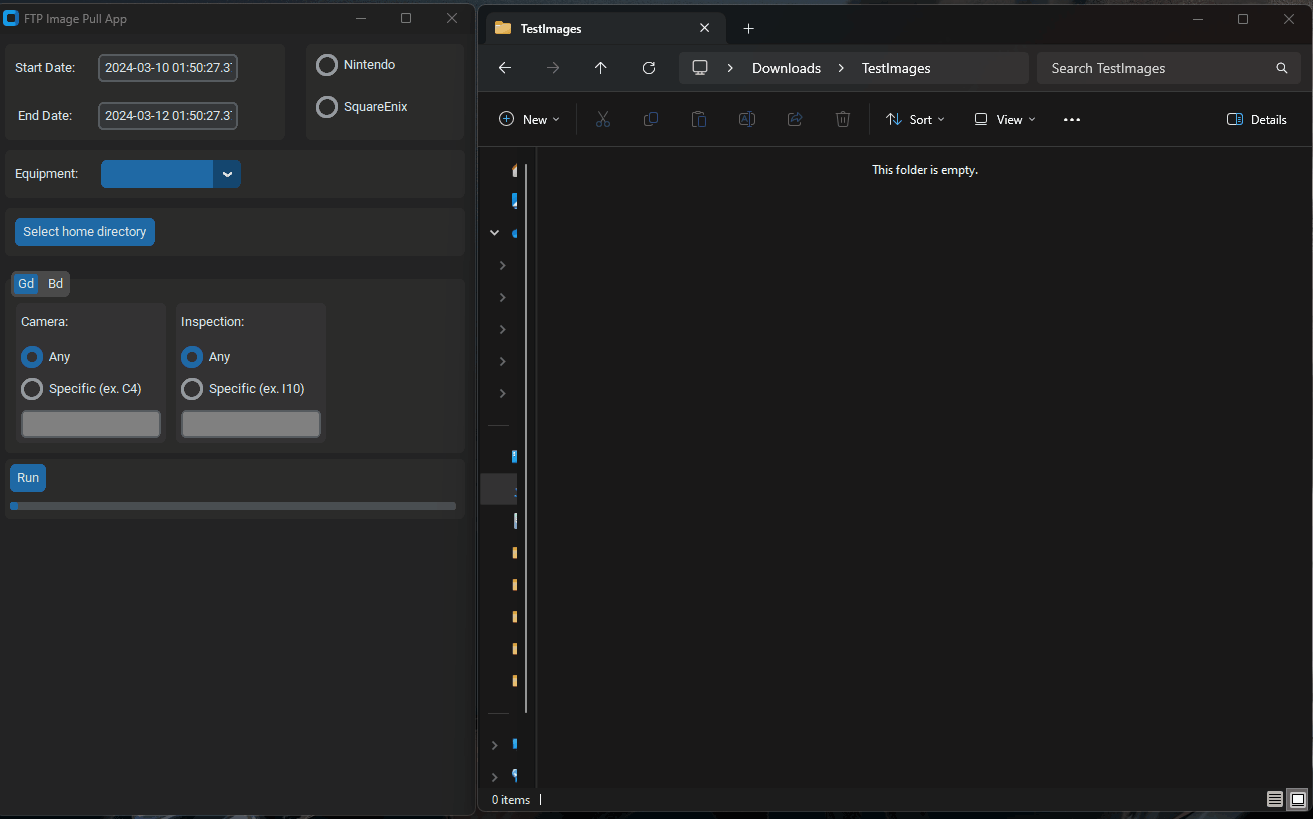 FTP Image Pull App
Start Date: 2024-03-10 01:50:27.3
End Date: 2024-03-12 01:50:27.3
Nintendo
SquareEnix
Equipment:
Select home directory
Gd Bd
Camera:
Any
Specific (ex. C4)
Inspection:
Any
Specific (ex. I10)
Run
TestImages
Downloads > TestImages
Search TestImages
New
Sort
View
Details
This folder is empty.
0 items